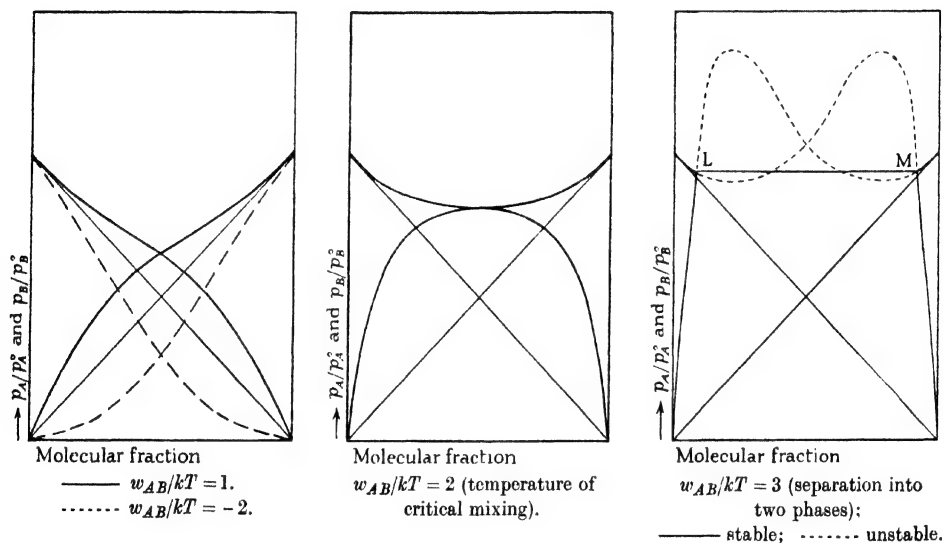 p_A/p_A° and p_B/p_B°
Molecular fraction
w_AB/kT = 1.
w_AB/kT = -2.
p_A/p_A° and p_B/p_B°
Molecular fraction
w_AB/kT = 2 (temperature of
critical mixing).
L
M
p_A/p_A° and p_B/p_B°
Molecular fraction
w_AB/kT = 3 (separation into
two phases):
stable; unstable.